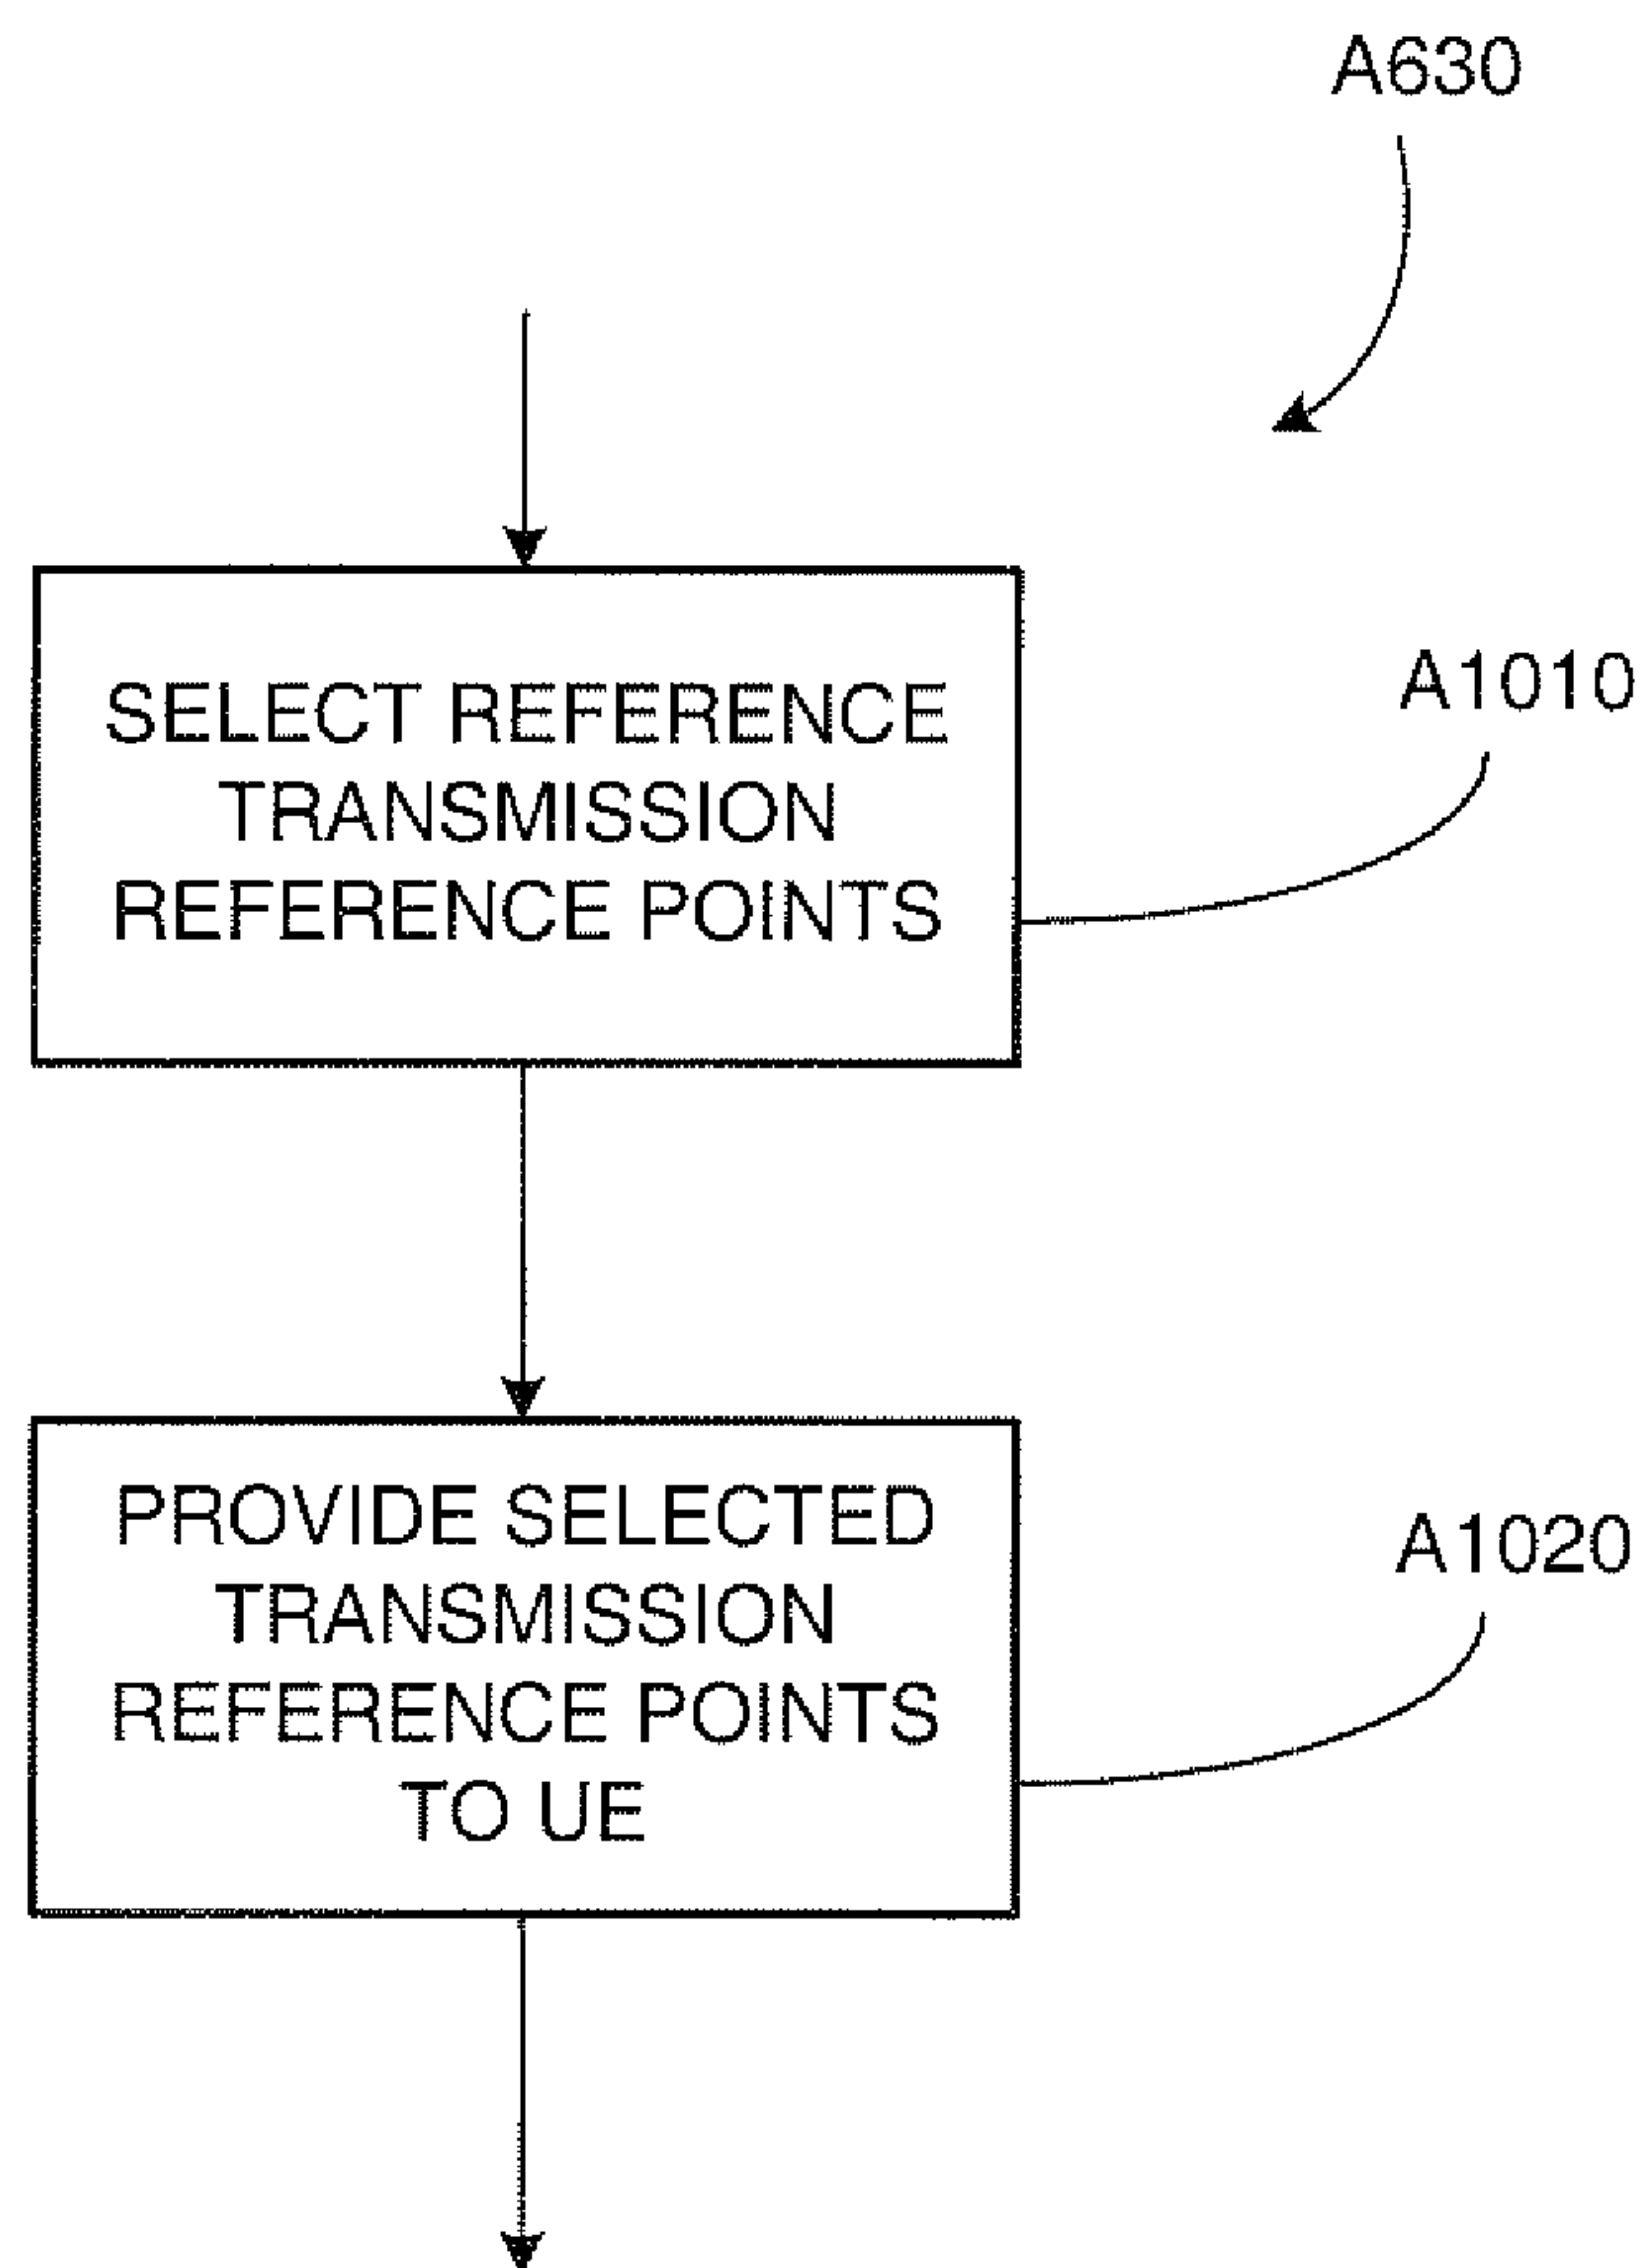 A630
SELECT REFERENCE
TRANSMISSION
REFERENCE POINTS
A1010
PROVIDE SELECTED
TRANSMISSION
REFERENCE POINTS
TO UE
A1020